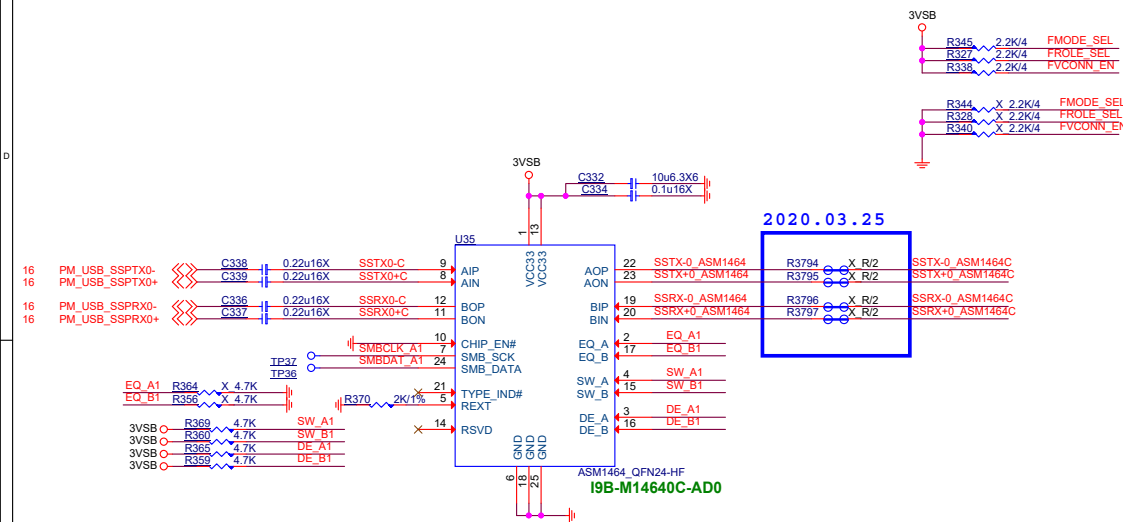 3VSB
R345 2.2K/4 FMODE_SEL
R327 2.2K/4 FROLE_SEL
R338 2.2K/4 FVCONN_EN
R344 X_2.2K/4 FMODE_SEL
R328 X_2.2K/4 FROLE_SEL
R340 X_2.2K/4 FVCONN_EN
D
3VSB
C332 10u6.3X6
C334 0.1u16X
2020.03.25
U35
1 13
VCC33 VCC33
16 PM_USB_SSPTX0- C338 0.22u16X SSTX0-C 9 AIP
16 PM_USB_SSPTX0+ C339 0.22u16X SSTX0+C 8 AIN
16 PM_USB_SSPRX0- C336 0.22u16X SSRX0-C 12 BOP
16 PM_USB_SSPRX0+ C337 0.22u16X SSRX0+C 11 BON
AOP 22 SSTX-0_ASM1464 R3794 X_R/2 SSTX-0_ASM1464C
AON 23 SSTX+0_ASM1464 R3795 X_R/2 SSTX+0_ASM1464C
BIP 19 SSRX-0_ASM1464 R3796 X_R/2 SSRX-0_ASM1464C
BIN 20 SSRX+0_ASM1464 R3797 X_R/2 SSRX+0_ASM1464C
10 CHIP_EN#
TP37 SMBCLK_A1 7 SMB_SCK
TP36 SMBDAT_A1 24 SMB_DATA
21 TYPE_IND#
R370 2K/1% 5 REXT
14 RSVD
EQ_A 2 EQ_A1
EQ_B 17 EQ_B1
SW_A 4 SW_A1
SW_B 15 SW_B1
DE_A 3 DE_A1
DE_B 16 DE_B1
EQ_A1 R364 X_4.7K
EQ_B1 R356 X_4.7K
3VSB R369 4.7K SW_A1
3VSB R360 4.7K SW_B1
3VSB R365 4.7K DE_A1
3VSB R359 4.7K DE_B1
GND GND GND
6 18 25
ASM1464_QFN24-HF
I9B-M14640C-AD0